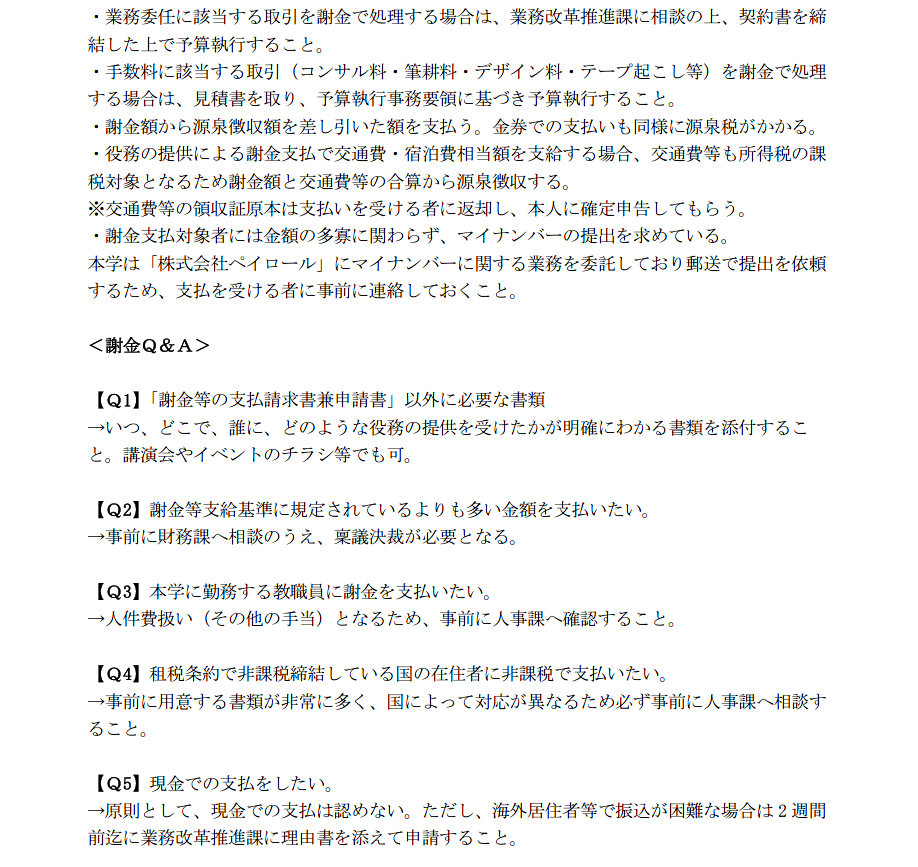 ・業務委任に該当する取引を謝金で処理する場合は、業務改革推進課に相談の上、契約書を締
結した上で予算執行すること。
・手数料に該当する取引（コンサル料・筆耕料・デザイン料・テープ起こし等）を謝金で処理
する場合は、見積書を取り、予算執行事務要領に基づき予算執行すること。
・謝金額から源泉徴収額を差し引いた額を支払う。金券での支払いも同様に源泉税がかかる。
・役務の提供による謝金支払で交通費・宿泊費相当額を支給する場合、交通費等も所得税の課
税対象となるため謝金額と交通費等の合算から源泉徴収する。
※交通費等の領収証原本は支払いを受ける者に返却し、本人に確定申告してもらう。
・謝金支払対象者には金額の多寡に関わらず、マイナンバーの提出を求めている。
本学は「株式会社ペイロール」にマイナンバーに関する業務を委託しており郵送で提出を依頼
するため、支払を受ける者に事前に連絡しておくこと。
＜謝金Ｑ＆Ａ＞
【Ｑ1】「謝金等の支払請求書兼申請書」以外に必要な書類
→いつ、どこで、誰に、どのような役務の提供を受けたかが明確にわかる書類を添付するこ
と。講演会やイベントのチラシ等でも可。
【Ｑ2】謝金等支給基準に規定されているよりも多い金額を支払いたい。
→事前に財務課へ相談のうえ、稟議決裁が必要となる。
【Ｑ3】本学に勤務する教職員に謝金を支払いたい。
→人件費扱い（その他の手当）となるため、事前に人事課へ確認すること。
【Ｑ4】租税条約で非課税締結している国の在住者に非課税で支払いたい。
→事前に用意する書類が非常に多く、国によって対応が異なるため必ず事前に人事課へ相談す
ること。
【Ｑ5】現金での支払をしたい。
→原則として、現金での支払は認めない。ただし、海外居住者等で振込が困難な場合は２週間
前迄に業務改革推進課に理由書を添えて申請すること。